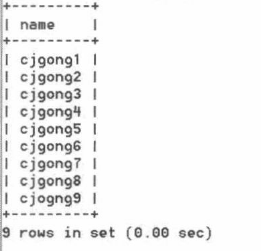 +---------+
| name    |
+---------+
| cjgong1 |
| cjgong2 |
| cjgong3 |
| cjgong4 |
| cjgong5 |
| cjgong6 |
| cjgong7 |
| cjgong8 |
| cjogng9 |
+---------+
9 rows in set (0.00 sec)